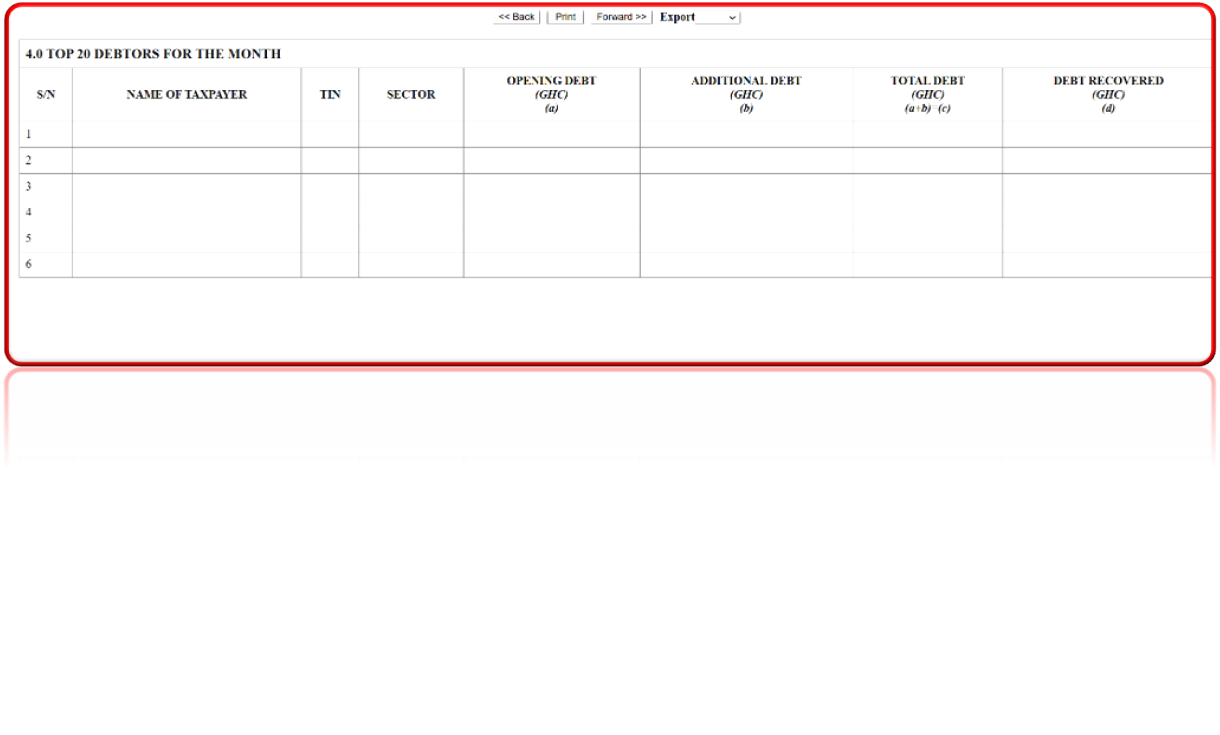 << Back Print Forward >> Export
4.0 TOP 20 DEBTORS FOR THE MONTH
S/N NAME OF TAXPAYER TIN SECTOR OPENING DEBT (GHC) (a) ADDITIONAL DEBT (GHC) (b) TOTAL DEBT (GHC) (a+b)=(c) DEBT RECOVERED (GHC) (d)
1
2
3
4
5
6